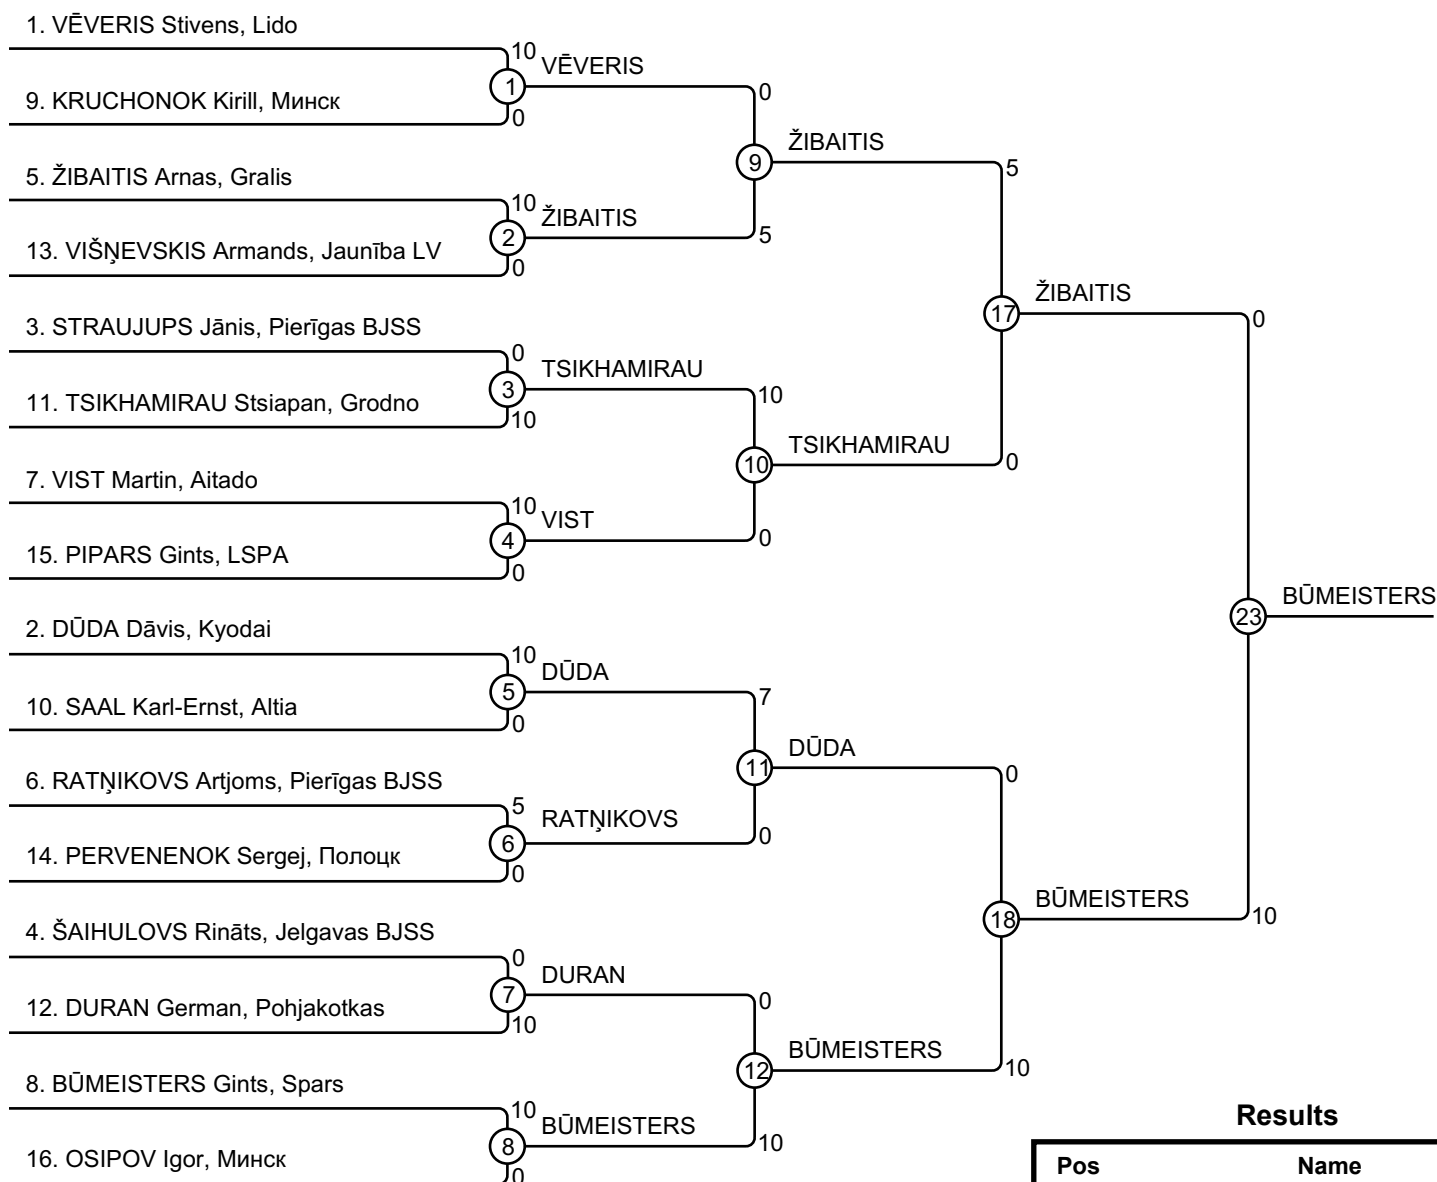 1. VĒVERIS Stivens, Lido
10
VĒVERIS
1
0
9. KRUCHONOK Kirill, Минск
0
ŽIBAITIS
9
5
5. ŽIBAITIS Arnas, Gralis
10
ŽIBAITIS
2
5
13. VIŠŅEVSKIS Armands, Jaunība LV
0
ŽIBAITIS
17
0
3. STRAUJUPS Jānis, Pierīgas BJSS
0
TSIKHAMIRAU
3
10
11. TSIKHAMIRAU Stsiapan, Grodno
10
TSIKHAMIRAU
10
0
7. VIST Martin, Aitado
10
VIST
4
0
15. PIPARS Gints, LSPA
0
BŪMEISTERS
23
2. DŪDA Dāvis, Kyodai
10
DŪDA
5
7
10. SAAL Karl-Ernst, Altia
0
DŪDA
11
0
6. RATŅIKOVS Artjoms, Pierīgas BJSS
5
RATŅIKOVS
6
0
14. PERVENENOK Sergej, Полоцк
0
BŪMEISTERS
18
10
4. ŠAIHULOVS Rināts, Jelgavas BJSS
0
DURAN
7
0
12. DURAN German, Pohjakotkas
10
BŪMEISTERS
12
10
8. BŪMEISTERS Gints, Spars
10
BŪMEISTERS
8
10
16. OSIPOV Igor, Минск
0
Results
Pos Name